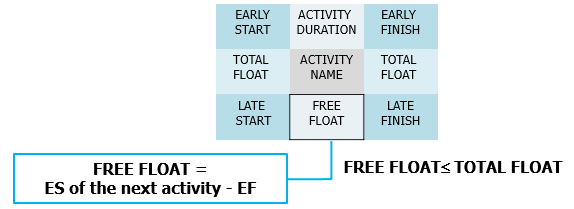 EARLY START
ACTIVITY DURATION
EARLY FINISH
TOTAL FLOAT
ACTIVITY NAME
TOTAL FLOAT
LATE START
FREE FLOAT
LATE FINISH
FREE FLOAT =
ES of the next activity - EF
FREE FLOAT≤ TOTAL FLOAT